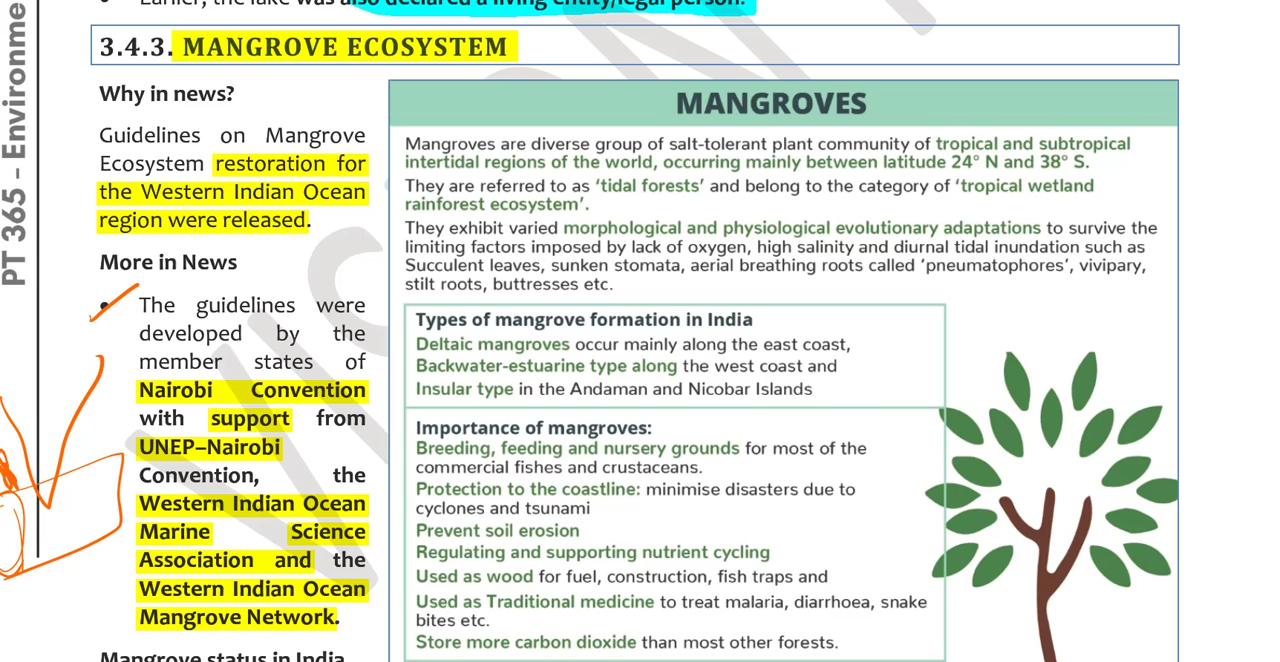 Earlier, the lake was also declared a living entity/legal person.
3.4.3. MANGROVE ECOSYSTEM
PT 365 - Environme
Why in news?
Guidelines on Mangrove
Ecosystem restoration for
the Western Indian Ocean
region were released.
More in News
• The guidelines were
developed by the
member states of
Nairobi Convention
with support from
UNEP–Nairobi
Convention, the
Western Indian Ocean
Marine Science
Association and the
Western Indian Ocean
Mangrove Network.
Mangrove status in India
MANGROVES
Mangroves are diverse group of salt-tolerant plant community of tropical and subtropical
intertidal regions of the world, occurring mainly between latitude 24° N and 38° S.
They are referred to as ‘tidal forests’ and belong to the category of ‘tropical wetland
rainforest ecosystem’.
They exhibit varied morphological and physiological evolutionary adaptations to survive the
limiting factors imposed by lack of oxygen, high salinity and diurnal tidal inundation such as
Succulent leaves, sunken stomata, aerial breathing roots called ‘pneumatophores’, vivipary,
stilt roots, buttresses etc.
Types of mangrove formation in India
Deltaic mangroves occur mainly along the east coast,
Backwater-estuarine type along the west coast and
Insular type in the Andaman and Nicobar Islands
Importance of mangroves:
Breeding, feeding and nursery grounds for most of the
commercial fishes and crustaceans.
Protection to the coastline: minimise disasters due to
cyclones and tsunami
Prevent soil erosion
Regulating and supporting nutrient cycling
Used as wood for fuel, construction, fish traps and
Used as Traditional medicine to treat malaria, diarrhoea, snake
bites etc.
Store more carbon dioxide than most other forests.